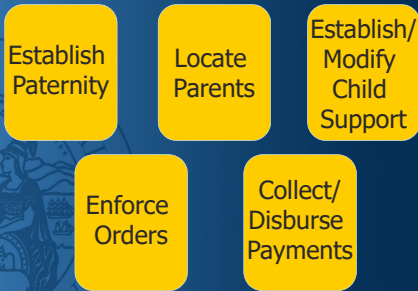 Establish
Paternity
Locate
Parents
Establish/
Modify
Child
Support
Enforce
Orders
Collect/
Disburse
Payments